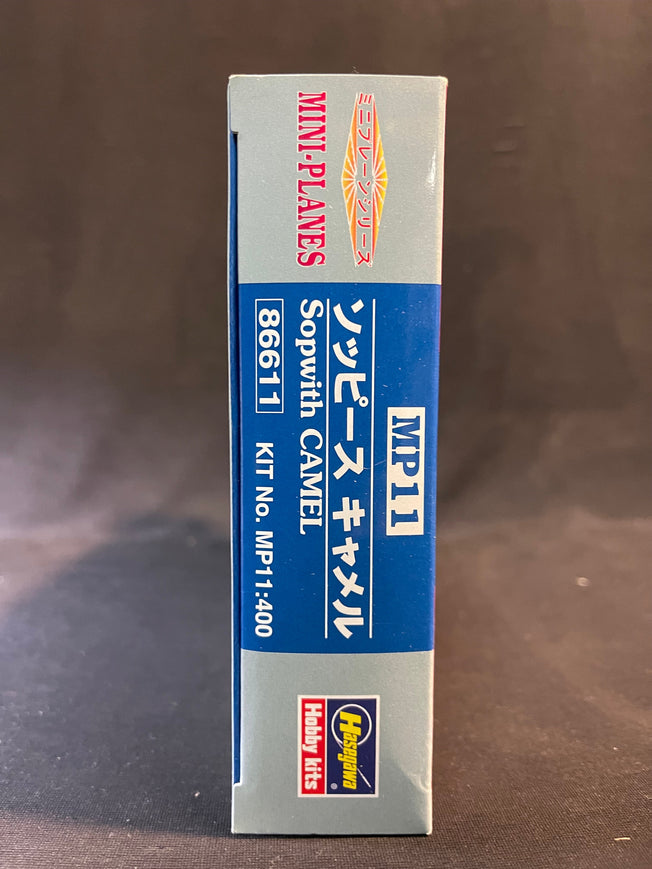 ミニプレーンシリーズ
MINI-PLANES
MP11
ソッピース キャメル
Sopwith CAMEL
86611 KIT No. MP11:400
Hasegawa®
Hobby kits